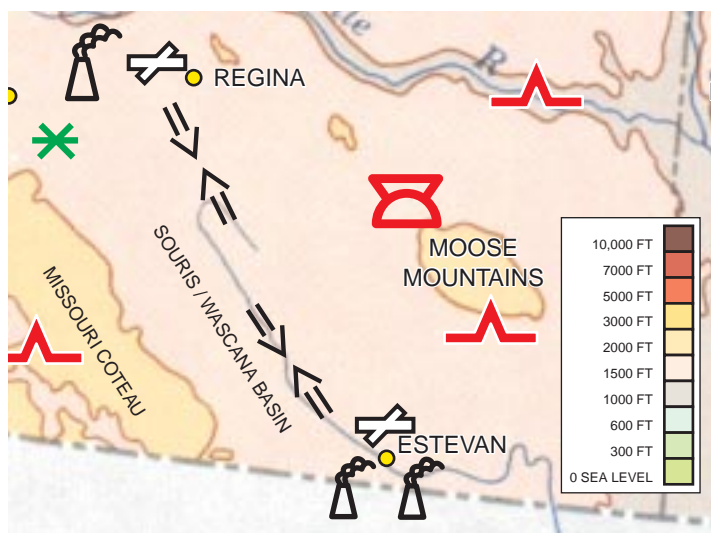 R
REGINA
SOURIS / WASCANA BASIN
MOOSE
MOUNTAINS
MISSOURI COTEAU
ESTEVAN
10,000 FT
7000 FT
5000 FT
3000 FT
2000 FT
1500 FT
1000 FT
600 FT
300 FT
0 SEA LEVEL